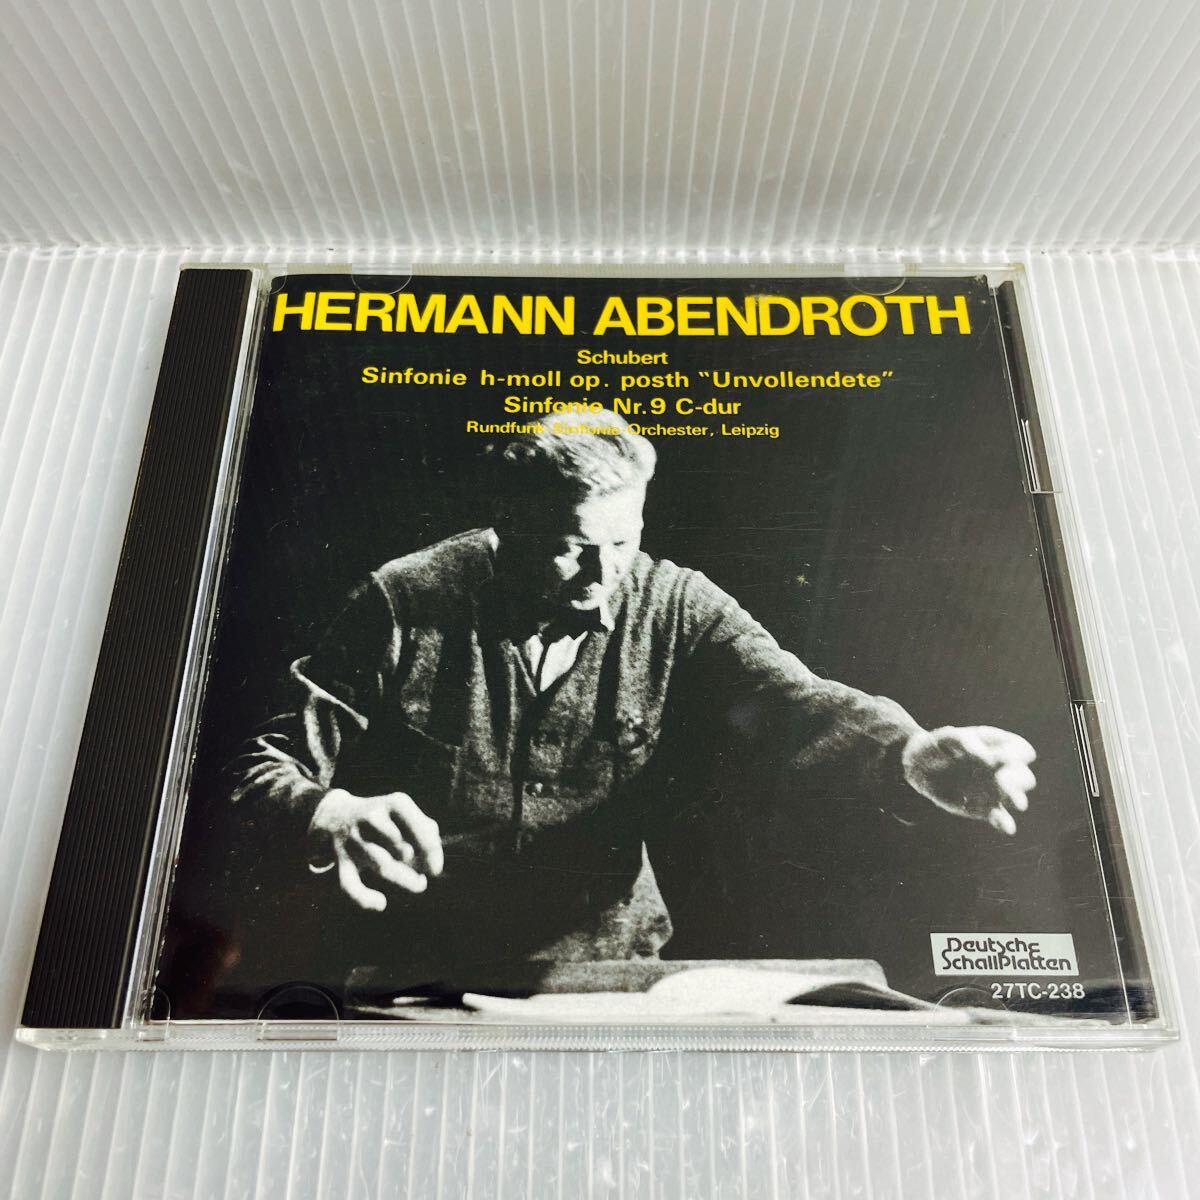 HERMANN ABENDROTH
Schubert
Sinfonie h-moll op. posth "Unvollendete"
Sinfonie Nr.9 C-dur
Rundfunk Sinfonie Orchester, Leipzig
Deutsche
SchallPlatten
27TC-238